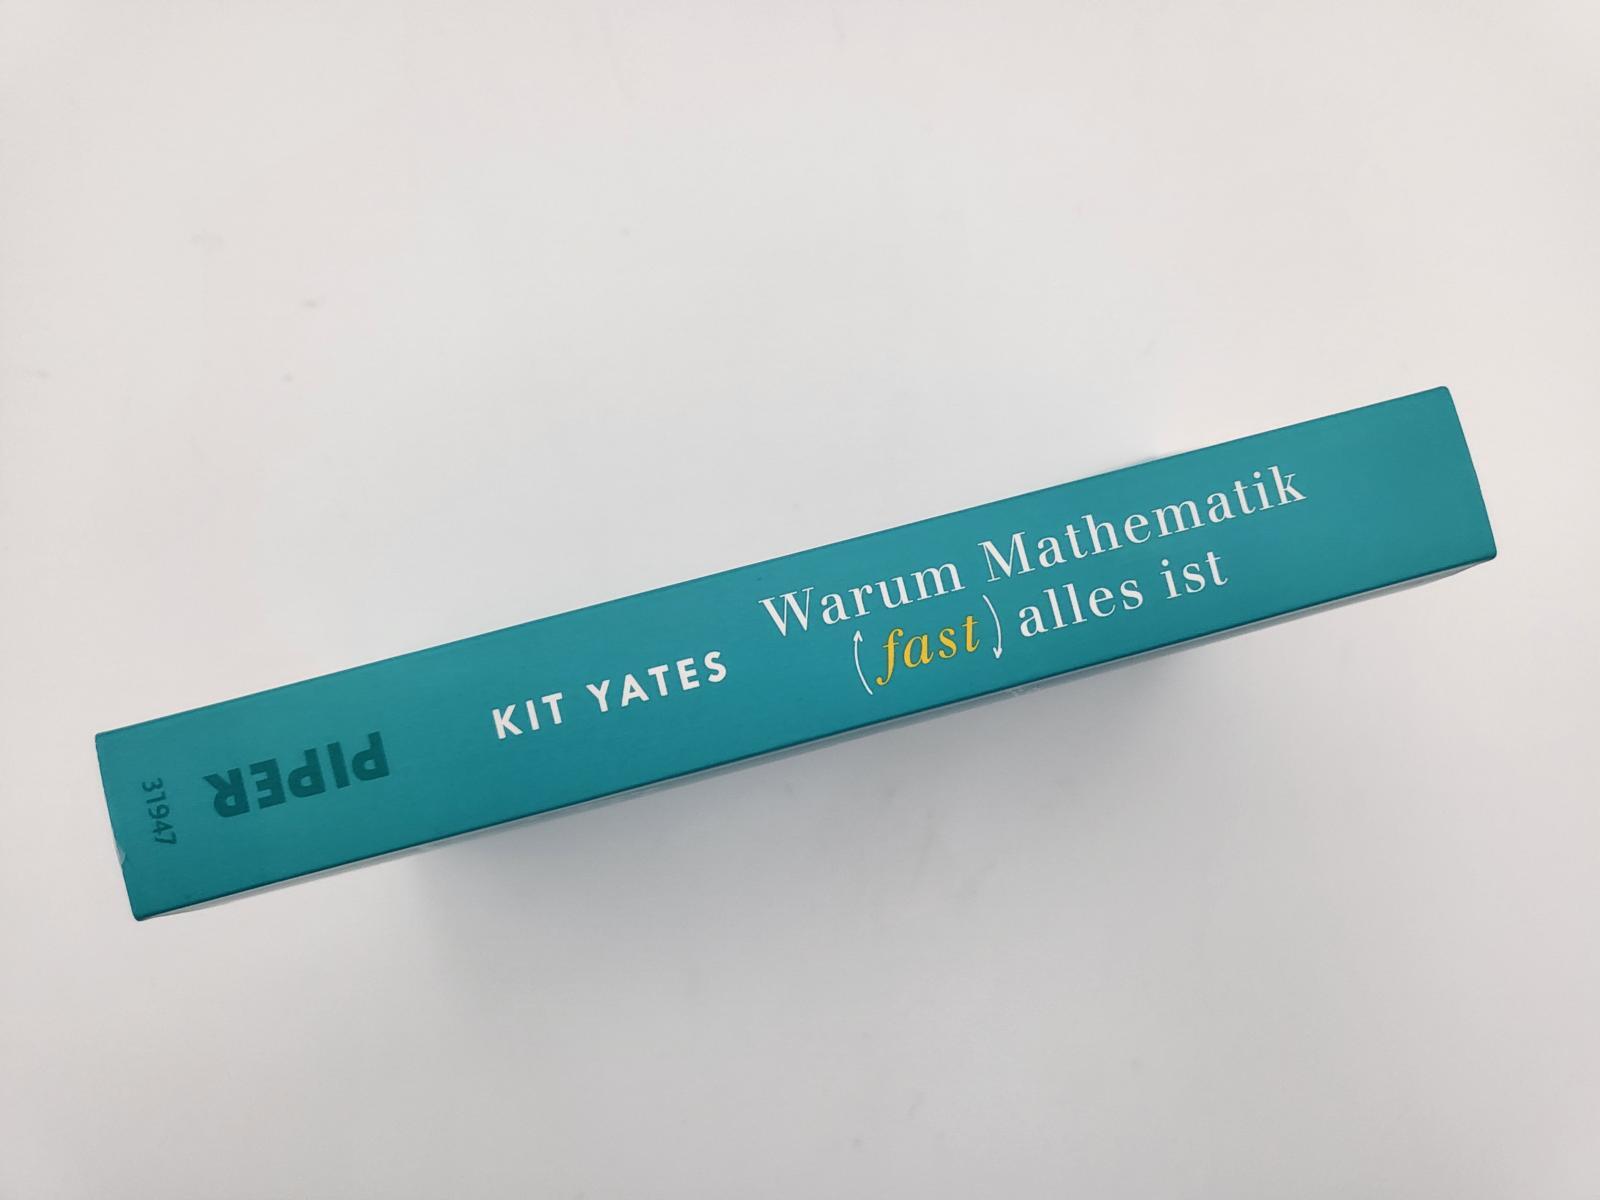 Warum Mathematik
(fast) alles ist
KIT YATES
PIPER
31947